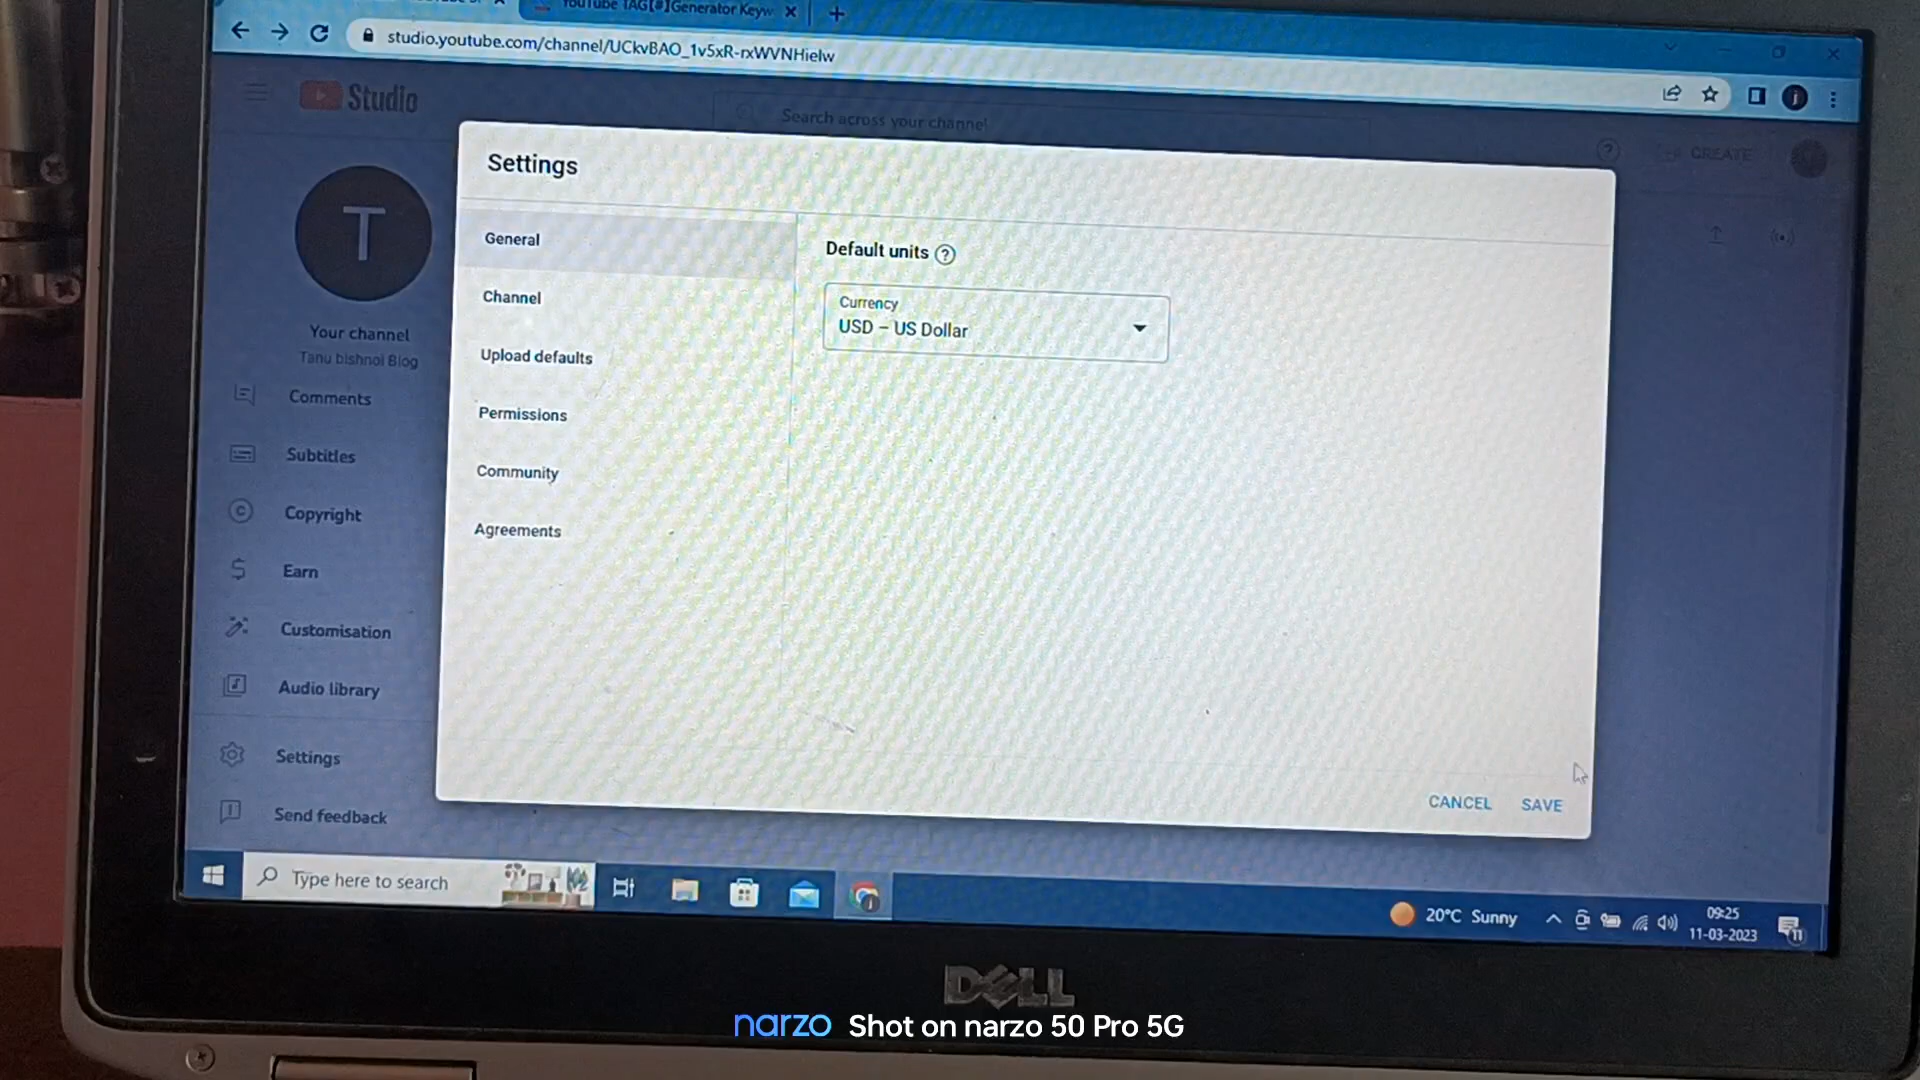 YouTube TAG[#]Generator Keyw
studio.youtube.com/channel/UCkvBAO_1v5xR-rxWVNHielw
Studio
Search across your channel
CREATE
Settings
General
Channel
Upload defaults
Permissions
Community
Agreements
Default units
Currency
USD – US Dollar
CANCEL SAVE
T
Your channel
Tanu bishnoi Blog
Comments
Subtitles
Copyright
Earn
Customisation
Audio library
Settings
Send feedback
Type here to search
20°C Sunny
09:25
11-03-2023
11
DELL
narzo Shot on narzo 50 Pro 5G